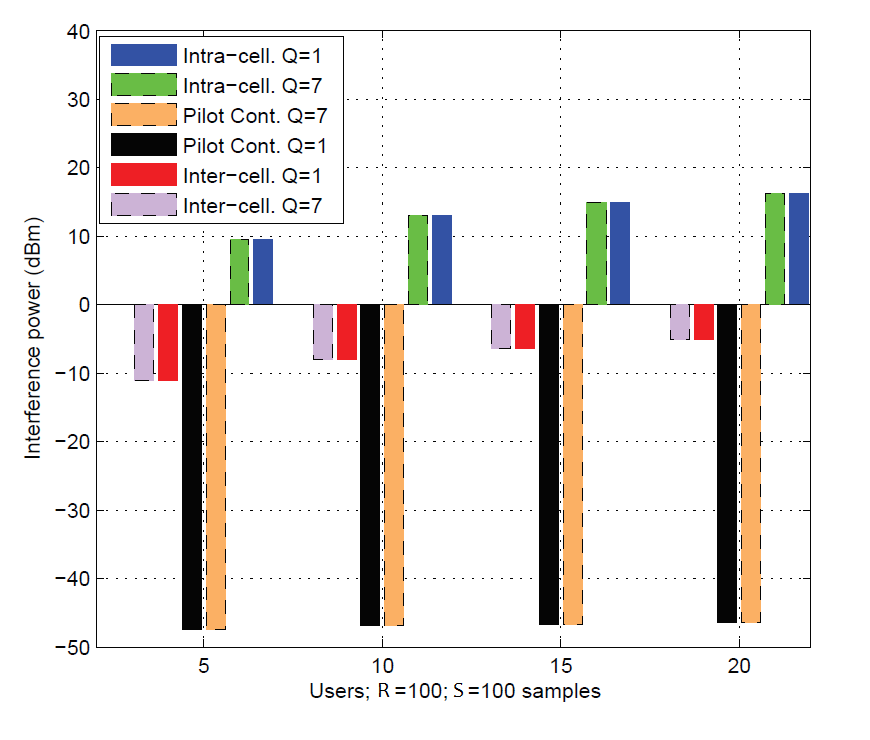 Intra−cell. Q=1
Intra−cell. Q=7
Pilot Cont. Q=7
Pilot Cont. Q=1
Inter−cell. Q=1
Inter−cell. Q=7
Interference power (dBm)
40
30
20
10
0
−10
−20
−30
−40
−50
5 10 15 20
Users; R=100; S=100 samples